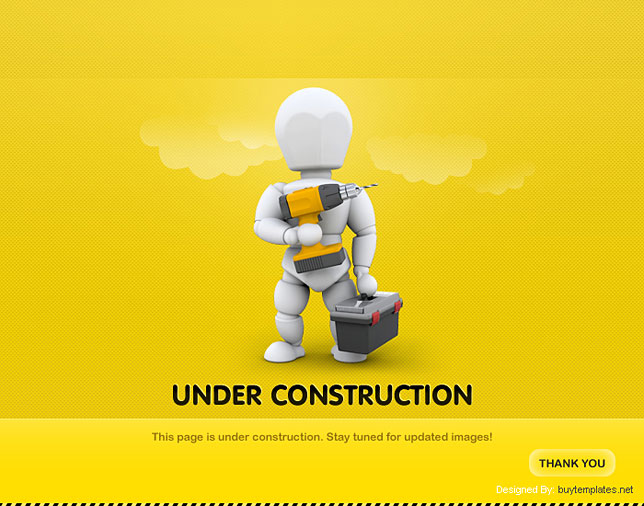 UNDER CONSTRUCTION
This page is under construction. Stay tuned for updated images!
THANK YOU
Designed By buytemplates.net